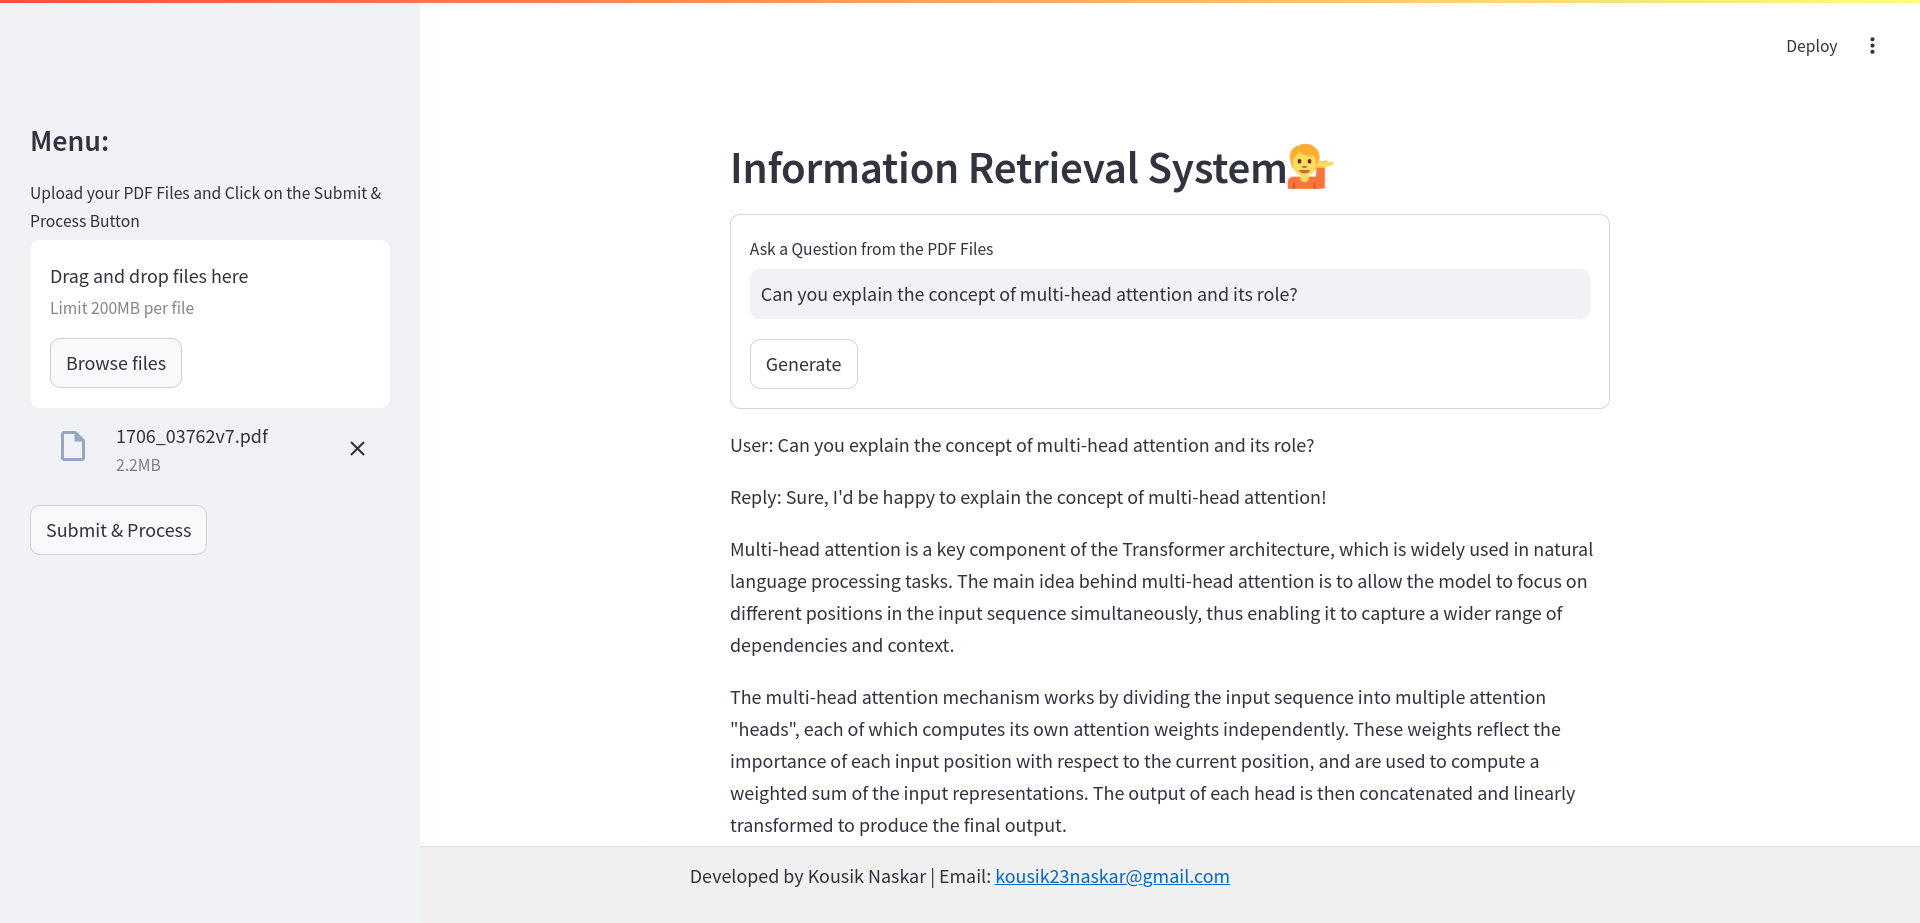 Deploy
Menu:
Upload your PDF Files and Click on the Submit &
Process Button
Drag and drop files here
Limit 200MB per file
Browse files
1706_03762v7.pdf
2.2MB
Submit & Process
Information Retrieval System
Ask a Question from the PDF Files
Can you explain the concept of multi-head attention and its role?
Generate
User: Can you explain the concept of multi-head attention and its role?
Reply: Sure, I'd be happy to explain the concept of multi-head attention!
Multi-head attention is a key component of the Transformer architecture, which is widely used in natural
language processing tasks. The main idea behind multi-head attention is to allow the model to focus on
different positions in the input sequence simultaneously, thus enabling it to capture a wider range of
dependencies and context.
The multi-head attention mechanism works by dividing the input sequence into multiple attention
"heads", each of which computes its own attention weights independently. These weights reflect the
importance of each input position with respect to the current position, and are used to compute a
weighted sum of the input representations. The output of each head is then concatenated and linearly
transformed to produce the final output.
Developed by Kousik Naskar | Email: kousik23naskar@gmail.com